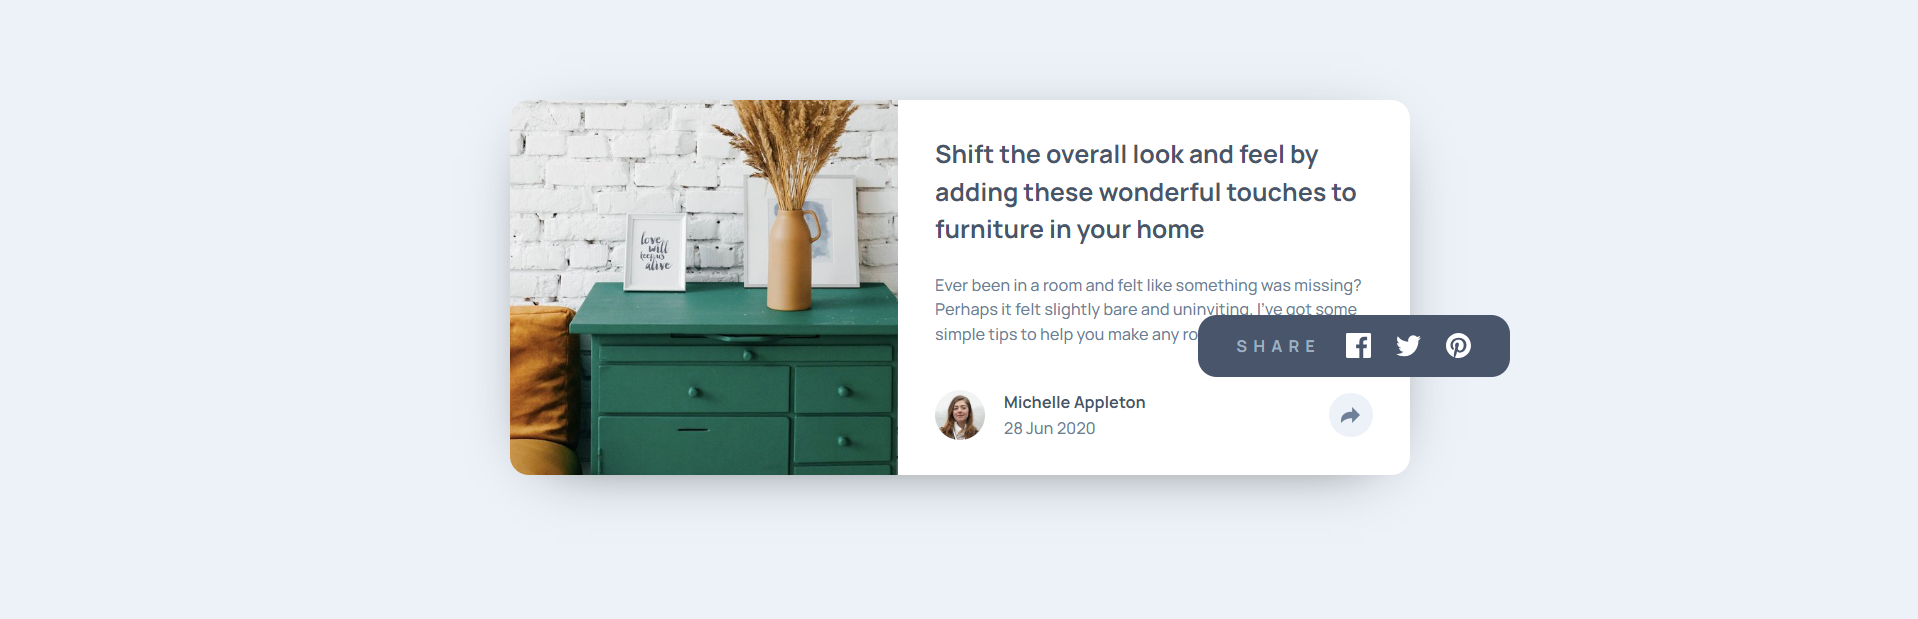 Shift the overall look and feel by
adding these wonderful touches to
furniture in your home
love
will
keep us
alive
Ever been in a room and felt like something was missing?
Perhaps it felt slightly bare and uninviting. I've got some
simple tips to help you make any
SHARE
Michelle Appleton
28 Jun 2020